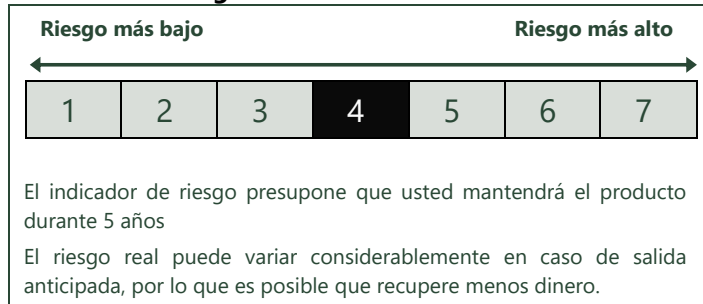 Riesgo más bajo Riesgo más alto
1 2 3 4 5 6 7
El indicador de riesgo presupone que usted mantendrá el producto
durante 5 años
El riesgo real puede variar considerablemente en caso de salida
anticipada, por lo que es posible que recupere menos dinero.